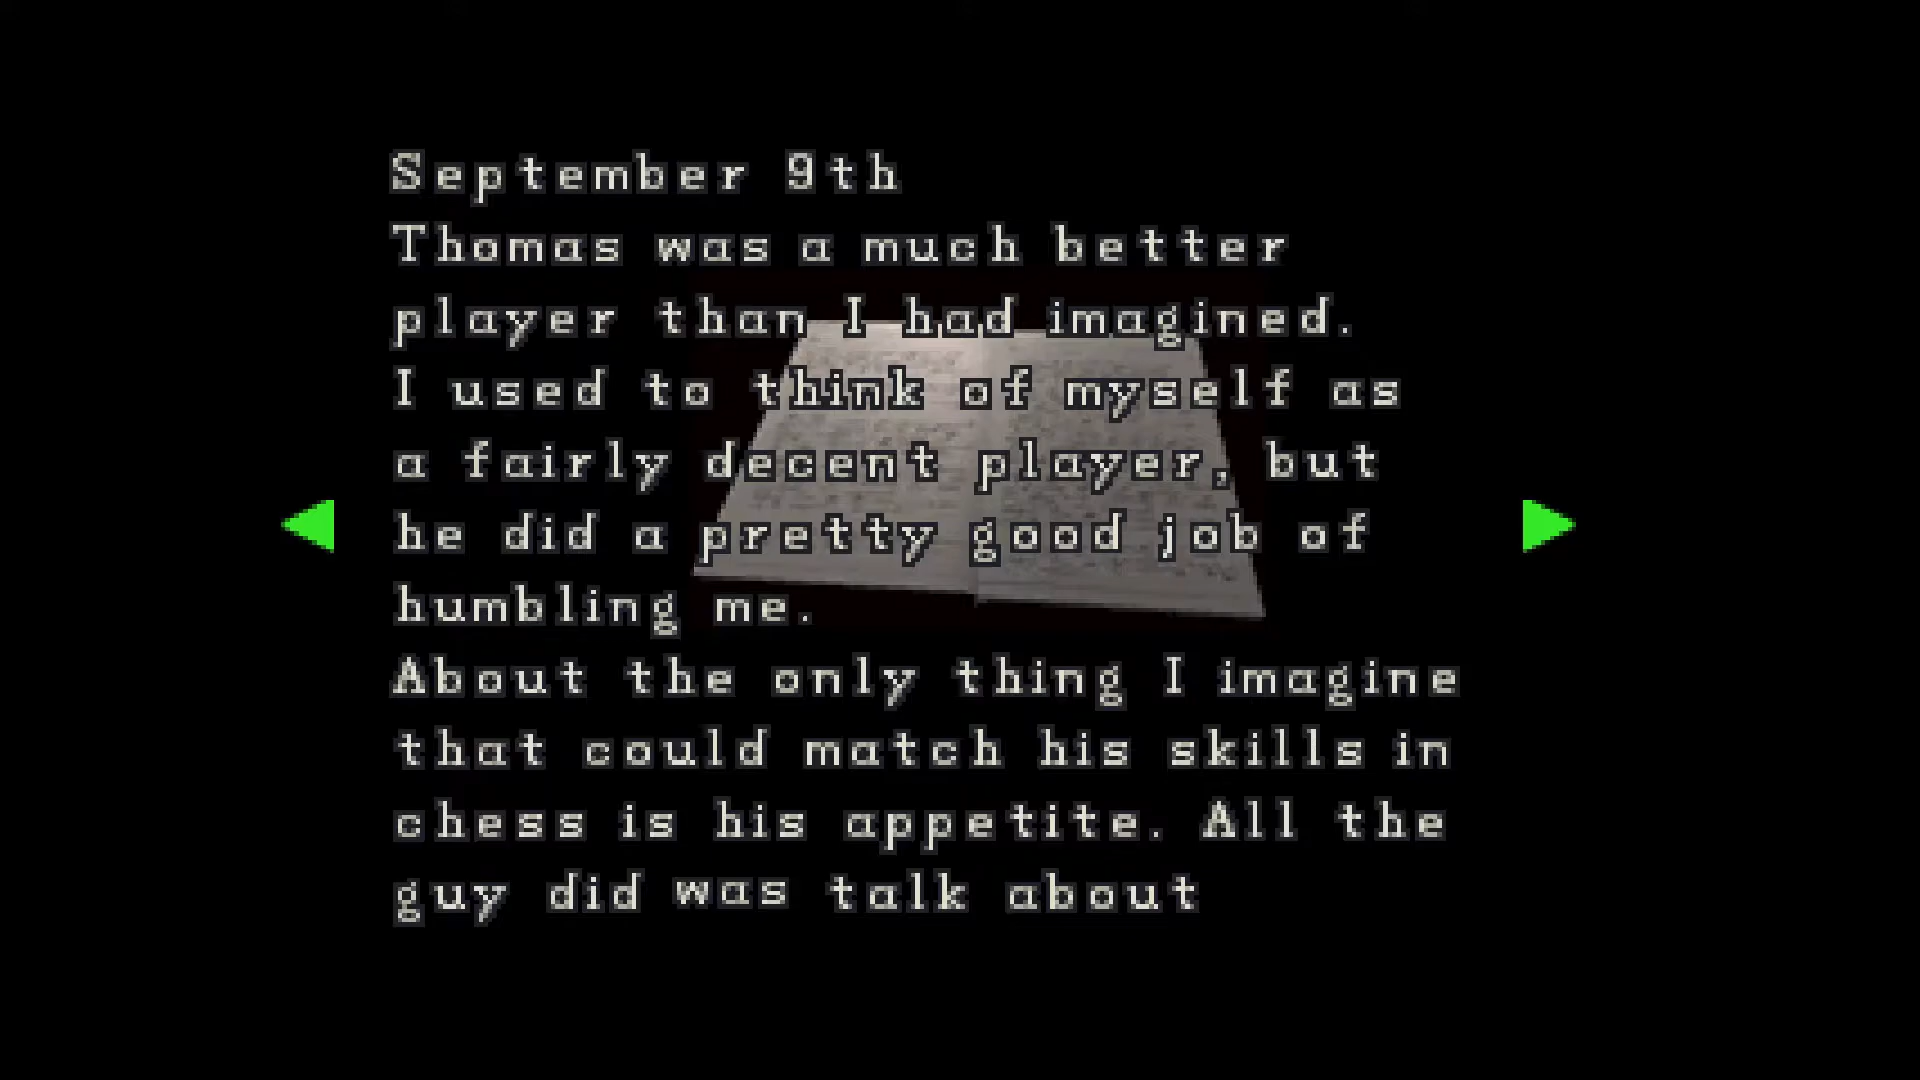 September 9th
Thomas was a much better
player than I had imagined.
I used to think of myself as
a fairly decent player, but
he did a pretty good job of
humbling me.
About the only thing I imagine
that could match his skills in
chess is his appetite. All the
guy did was talk about